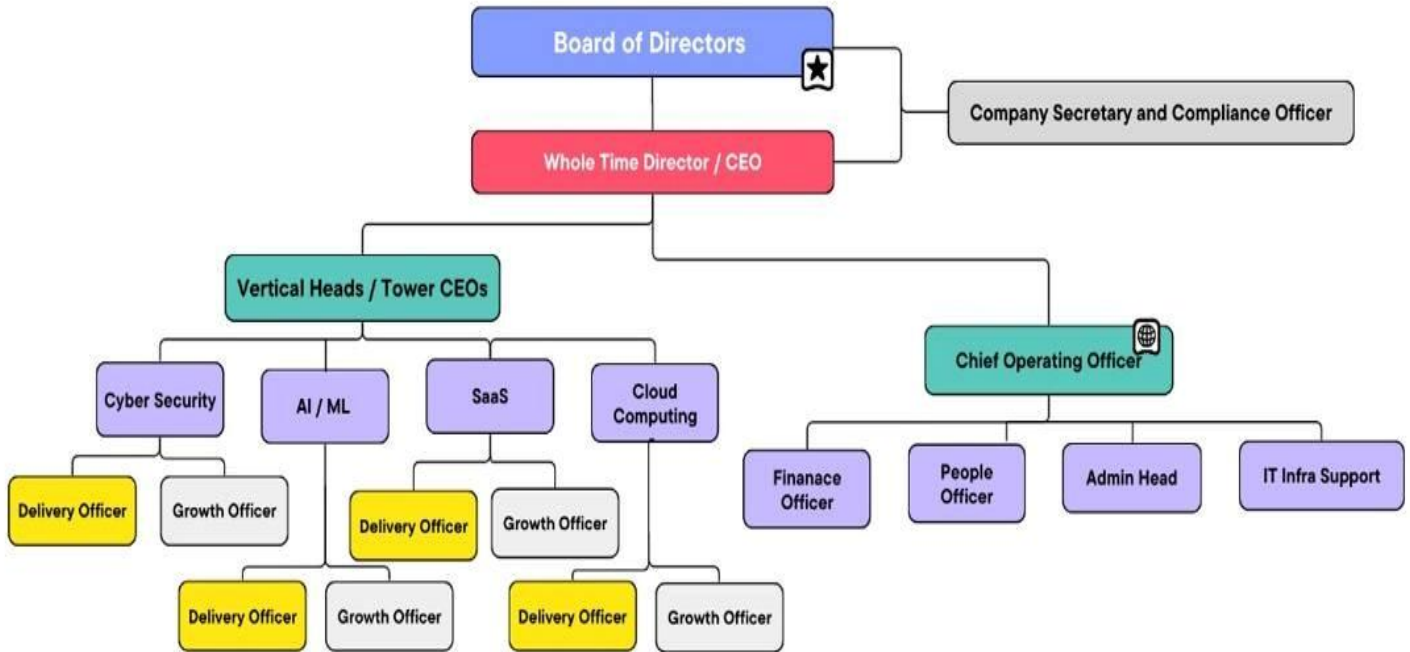 Board of Directors
Company Secretary and Compliance Officer
Whole Time Director / CEO
Vertical Heads / Tower CEOs
Chief Operating Officer
Cyber Security
AI / ML
SaaS
Cloud
Computing
Finanace
Officer
People
Officer
Admin Head
IT Infra Support
Delivery Officer
Growth Officer
Delivery Officer
Growth Officer
Delivery Officer
Growth Officer
Delivery Officer
Growth Officer